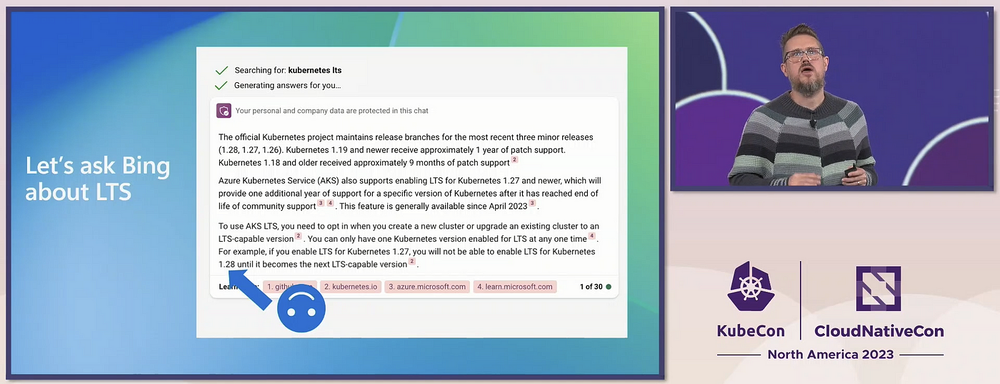 Let's ask Bing
about LTS
Searching for: kubernetes lts
Generating answers for you...
Your personal and company data are protected in this chat
The official Kubernetes project maintains release branches for the most recent three minor releases
(1.28, 1.27, 1.26). Kubernetes 1.19 and newer receive approximately 1 year of patch support.
Kubernetes 1.18 and older received approximately 9 months of patch support 2
Azure Kubernetes Service (AKS) also supports enabling LTS for Kubernetes 1.27 and newer, which will
provide one additional year of support for a specific version of Kubernetes after it has reached end of
life of community support 3 4. This feature is generally available since April 2023 3.
To use AKS LTS, you need to opt in when you create a new cluster or upgrade an existing cluster to an
LTS-capable version 2. You can only have one Kubernetes version enabled for LTS at any one time 4.
For example, if you enable LTS for Kubernetes 1.27, you will not be able to enable LTS for Kubernetes
1.28 until it becomes the next LTS-capable version 2.
1. 2. kubernetes.io 3. azure.microsoft.com 4. learn.microsoft.com 1 of 30
KubeCon CloudNativeCon
North America 2023